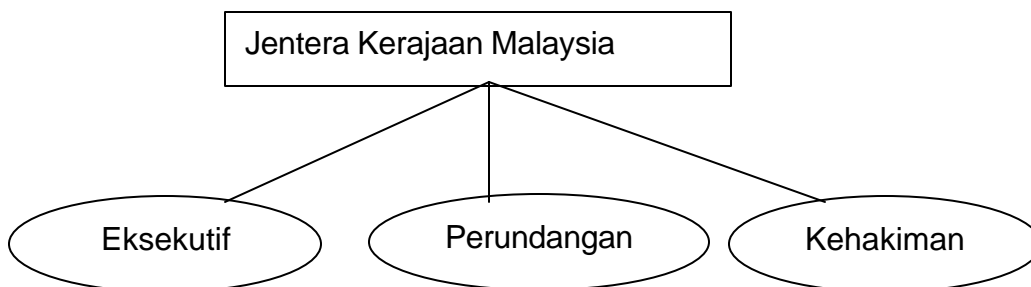 Jentera Kerajaan Malaysia
Eksekutif
Perundangan
Kehakiman